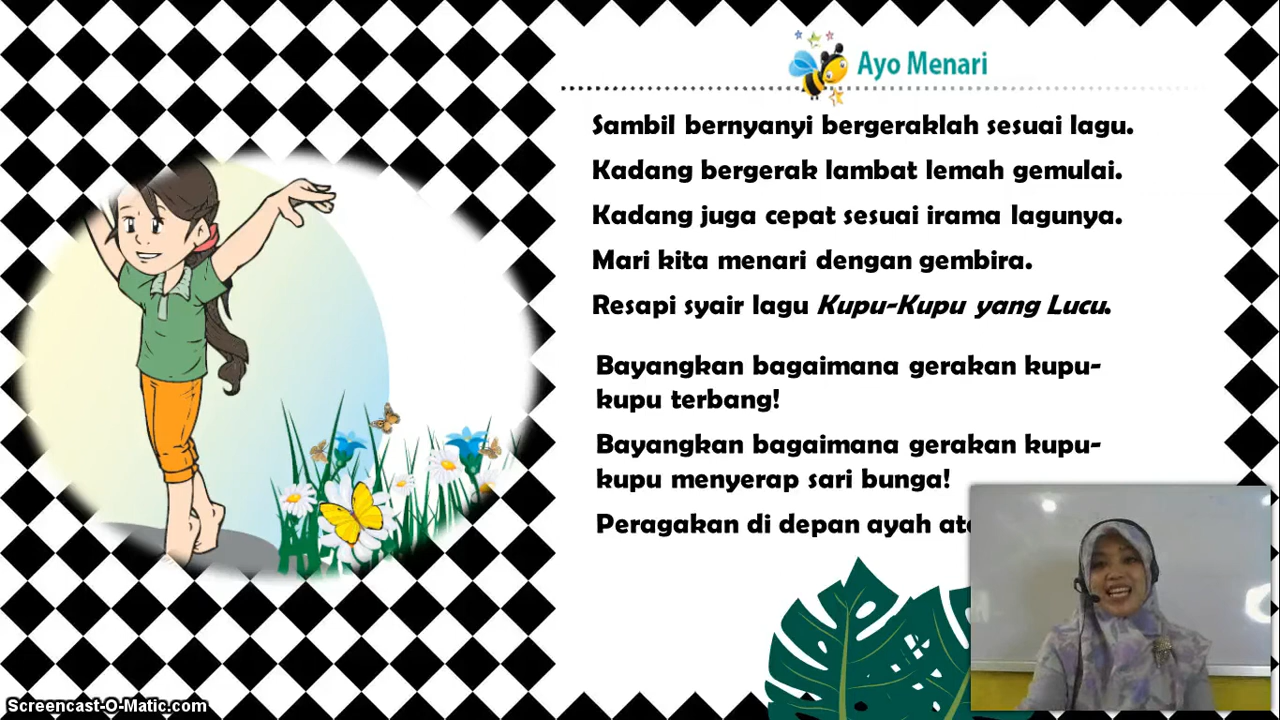 Ayo Menari
Sambil bernyanyi bergeraklah sesuai lagu.
Kadang bergerak lambat lemah gemulai.
Kadang juga cepat sesuai irama lagunya.
Mari kita menari dengan gembira.
Resapi syair lagu Kupu-Kupu yang Lucu.
Bayangkan bagaimana gerakan kupu-
kupu terbang!
Bayangkan bagaimana gerakan kupu-
kupu menyerap sari bunga!
Peragakan di depan ayah
Screencast-O-Matic.com